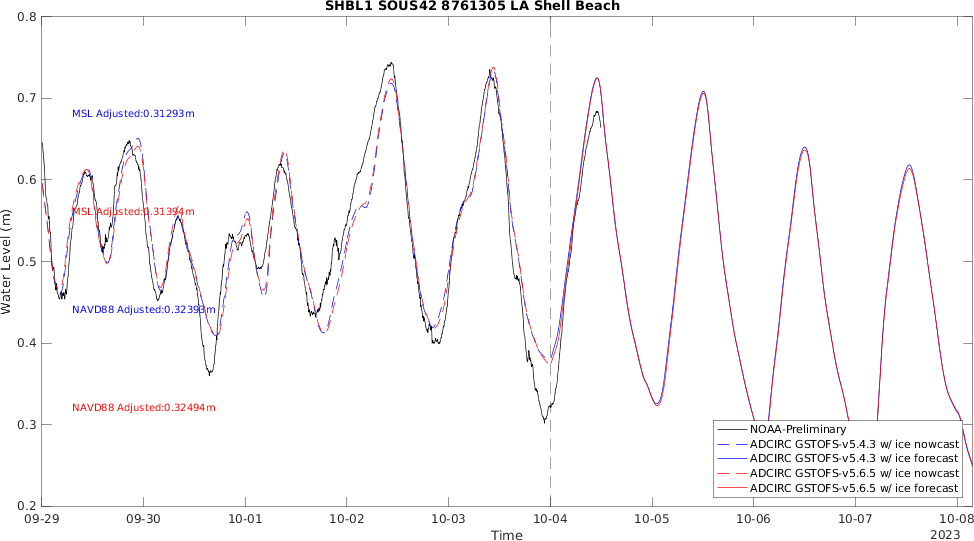 SHBL1 SOUS42 8761305 LA Shell Beach
0.8
0.7
0.6
0.5
0.4
0.3
0.2
Water Level (m)
MSL Adjusted:0.31293m
MSL Adjusted:0.31394m
NAVD88 Adjusted:0.32393m
NAVD88 Adjusted:0.32494m
NOAA-Preliminary
ADCIRC GSTOFS-v5.4.3 w/ ice nowcast
ADCIRC GSTOFS-v5.4.3 w/ ice forecast
ADCIRC GSTOFS-v5.6.5 w/ ice nowcast
ADCIRC GSTOFS-v5.6.5 w/ ice forecast
09-29 09-30 10-01 10-02 10-03 10-04 10-05 10-06 10-07 10-08
Time
2023